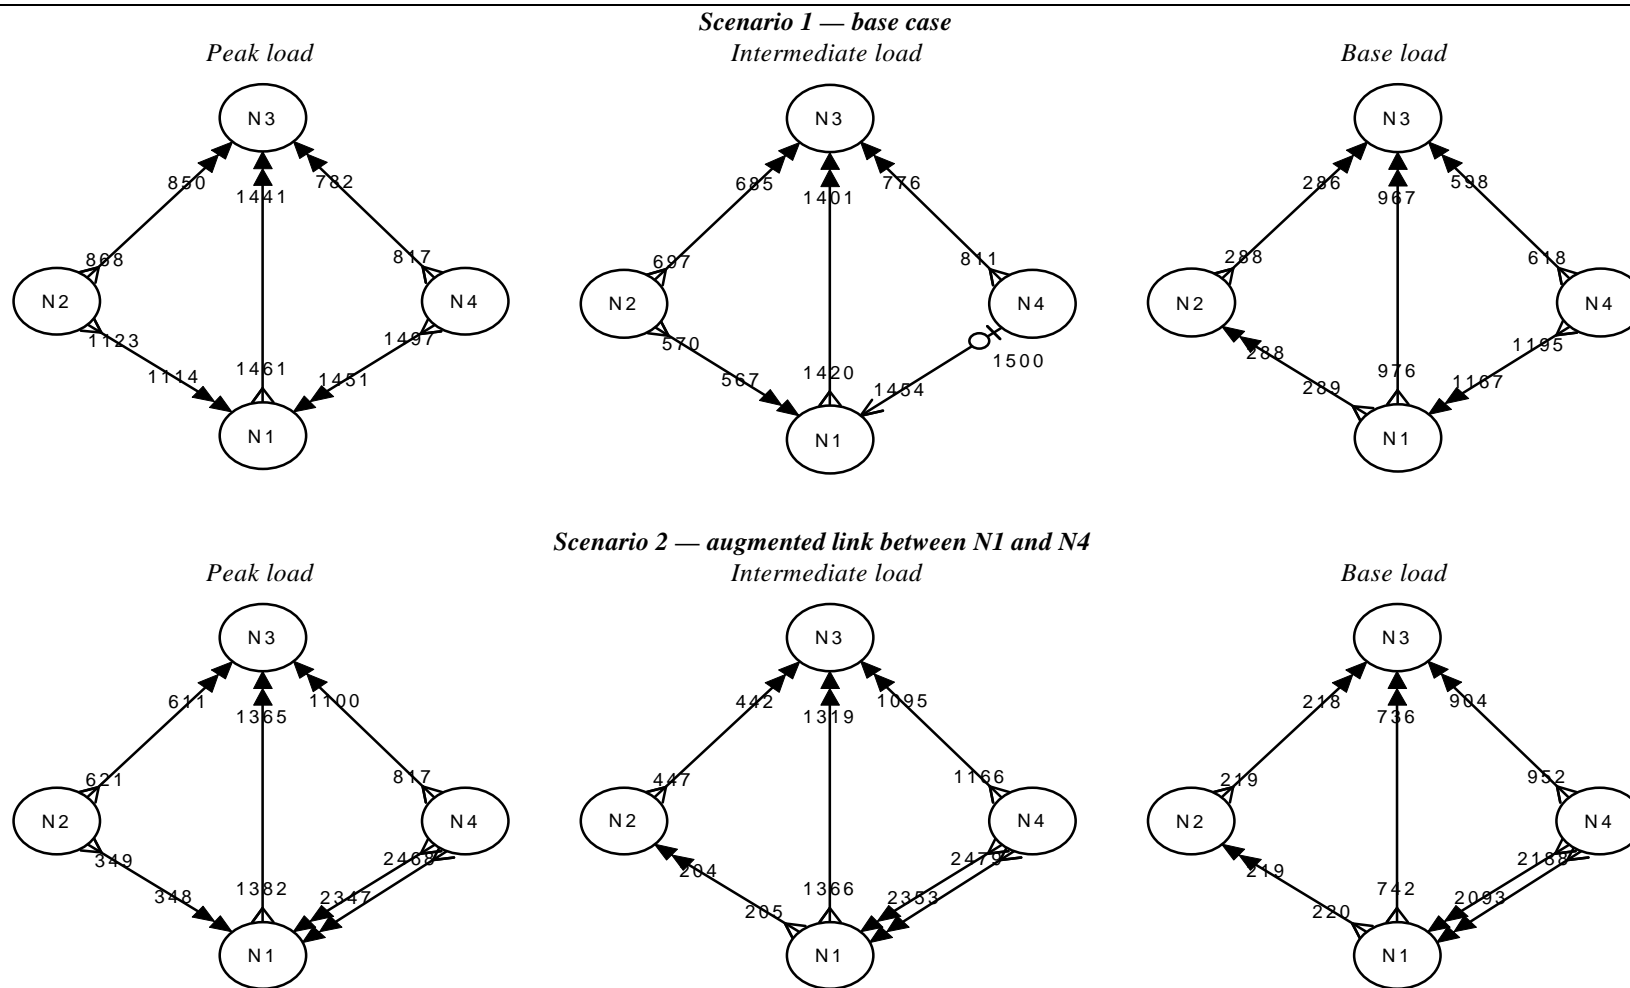 Scenario 1 — base case
Peak load Intermediate load Base load
N3 N3 N3
850 1441 782 685 1401 776 286 967 598
868 817 697 811 288 618
N2 N4 N2 N4 N2 N4
1123 1497 570 1500 288 1195
1114 1461 1451 567 1420 1454 289 976 1167
N1 N1 N1
Scenario 2 — augmented link between N1 and N4
Peak load Intermediate load Base load
N3 N3 N3
611 1365 1100 442 1319 1095 218 736 904
621 817 447 1166 219 952
N2 N4 N2 N4 N2 N4
349 2468 204 2479 219 2188
348 1382 2347 205 1366 2353 220 742 2093
N1 N1 N1